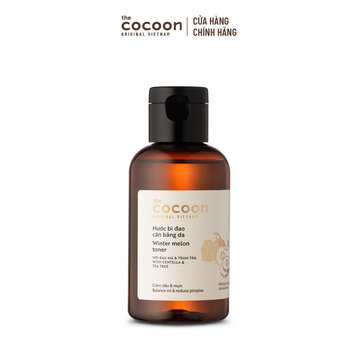 the
cocoon
ORIGINAL VIETNAM
CỬA HÀNG
CHÍNH HÃNG
the
cocoon
ORIGINAL VIETNAM
Nước bí đao
cân bằng da
Winter melon
toner
VỚI RAU MÁ & TRÀM TRÀ
WITH CENTELLA &
TEA TREE
Giảm dầu & mụn
Balance oil & reduce pimples